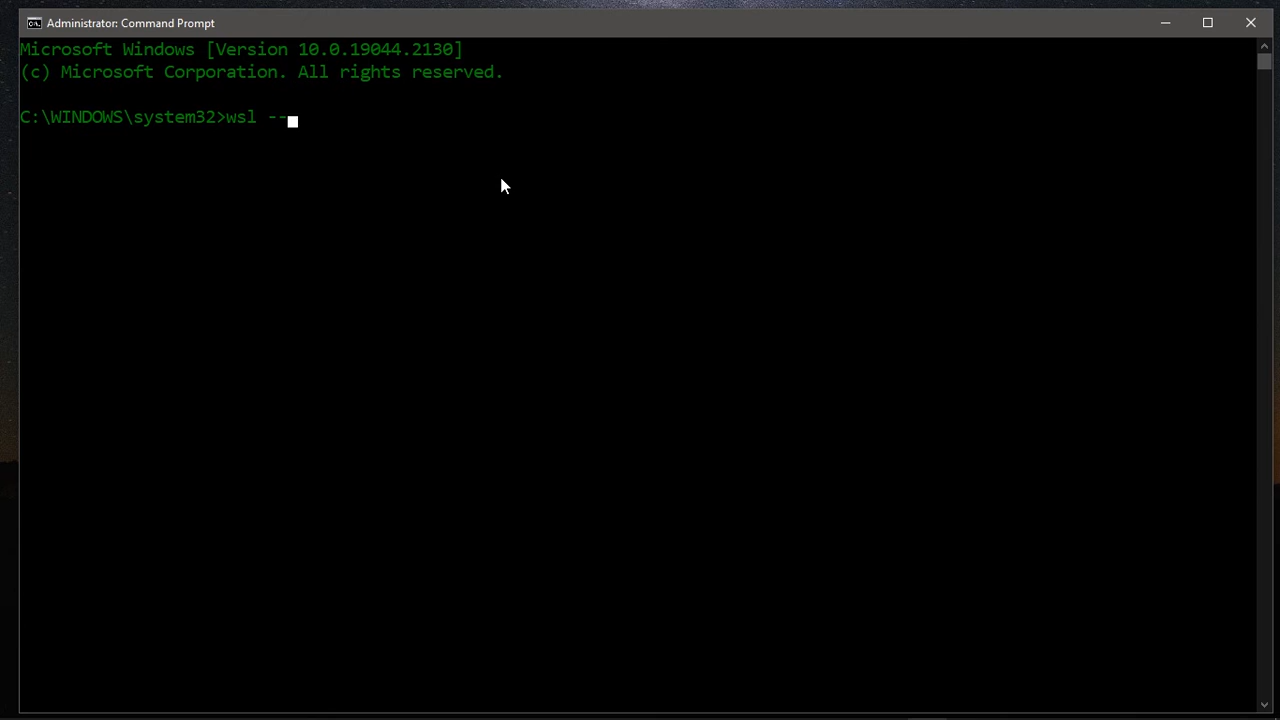 Administrator: Command Prompt
Microsoft Windows [Version 10.0.19044.2130]
(c) Microsoft Corporation. All rights reserved.
C:\WINDOWS\system32>wsl --